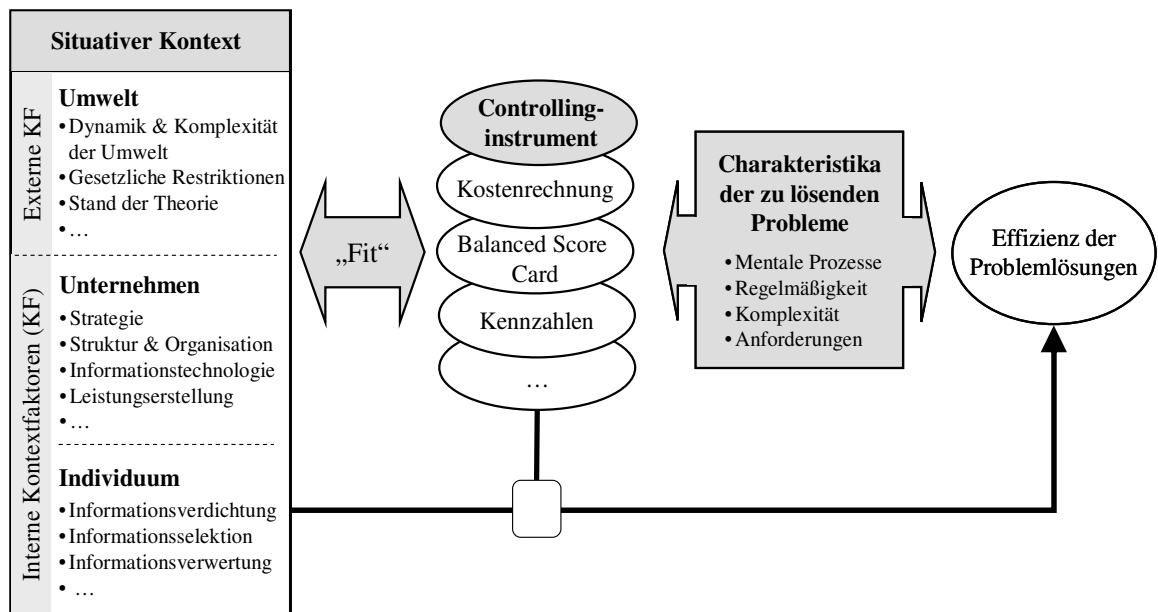 Situativer Kontext
Externe KF
Umwelt
•Dynamik & Komplexität
der Umwelt
•Gesetzliche Restriktionen
•Stand der Theorie
•…
Interne Kontextfaktoren (KF)
Unternehmen
•Strategie
•Struktur & Organisation
•Informationstechnologie
•Leistungserstellung
•…
Individuum
•Informationsverdichtung
•Informationsselektion
•Informationsverwertung
• …
„Fit“
Controlling-
instrument
Kostenrechnung
Balanced Score
Card
Kennzahlen
…
Charakteristika
der zu lösenden
Probleme
•Mentale Prozesse
•Regelmäßigkeit
•Komplexität
•Anforderungen
Effizienz der
Problemlösungen